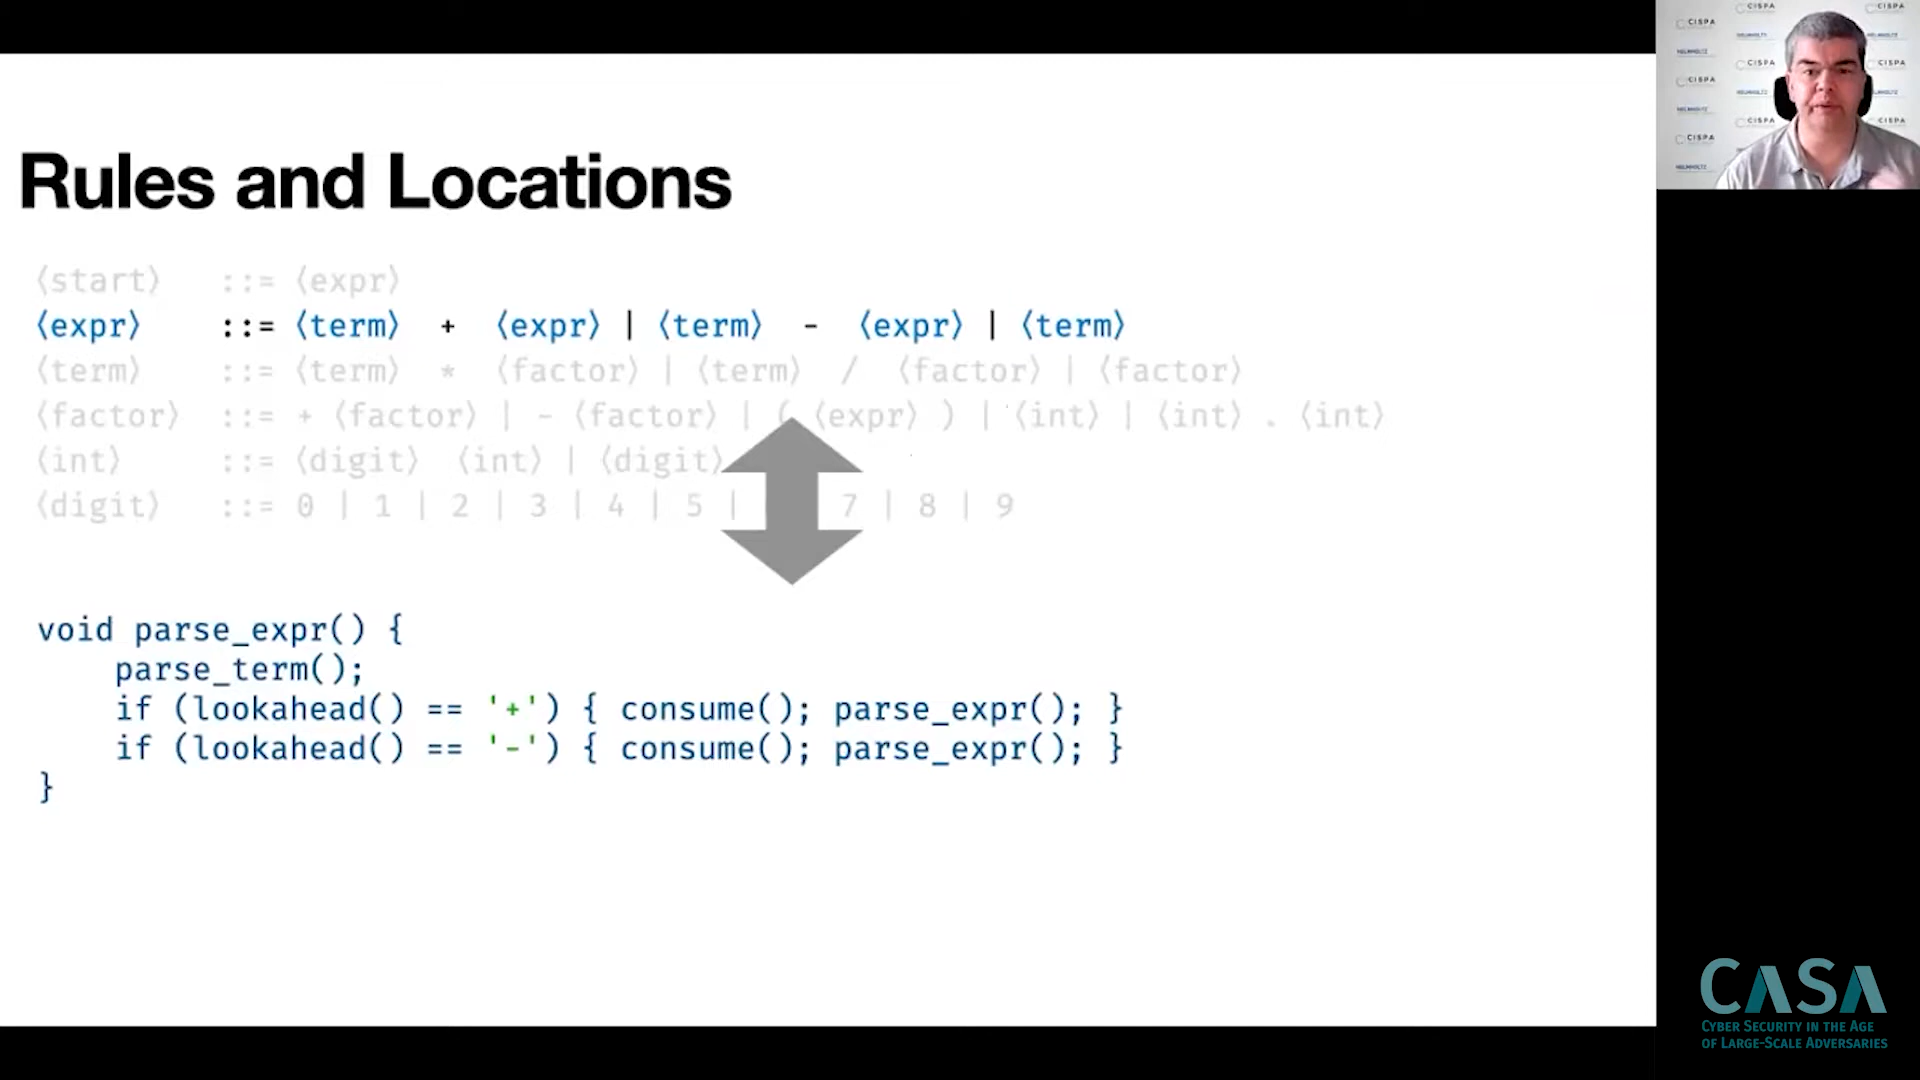 Rules and Locations
⟨start⟩ ::= ⟨expr⟩
⟨expr⟩ ::= ⟨term⟩ + ⟨expr⟩ | ⟨term⟩ - ⟨expr⟩ | ⟨term⟩
⟨term⟩ ::= ⟨term⟩ * ⟨factor⟩ | ⟨term⟩ / ⟨factor⟩ | ⟨factor⟩
⟨factor⟩ ::= + ⟨factor⟩ | - ⟨factor⟩ | ( ⟨expr⟩ ) | ⟨int⟩ | ⟨int⟩ . ⟨int⟩
⟨int⟩ ::= ⟨digit⟩ ⟨int⟩ | ⟨digit⟩
⟨digit⟩ ::= 0 | 1 | 2 | 3 | 4 | 5 | 7 | 8 | 9
void parse_expr() {
parse_term();
if (lookahead() == '+') { consume(); parse_expr(); }
if (lookahead() == '-') { consume(); parse_expr(); }
}
CISPA
HELMHOLTZ
CASA
CYBER SECURITY IN THE AGE
OF LARGE-SCALE ADVERSARIES